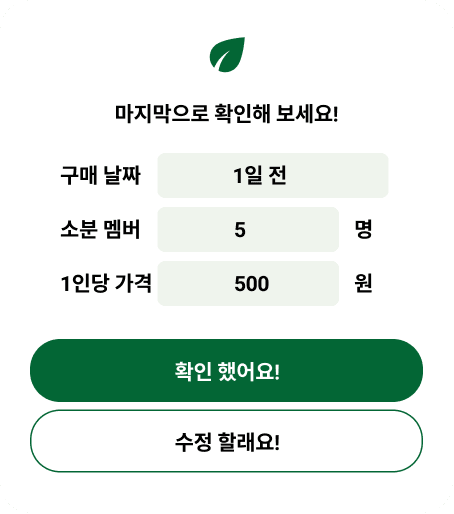 마지막으로 확인해 보세요!
구매 날짜 1일 전
소분 멤버 5 명
1인당 가격 500 원
확인 했어요!
수정 할래요!